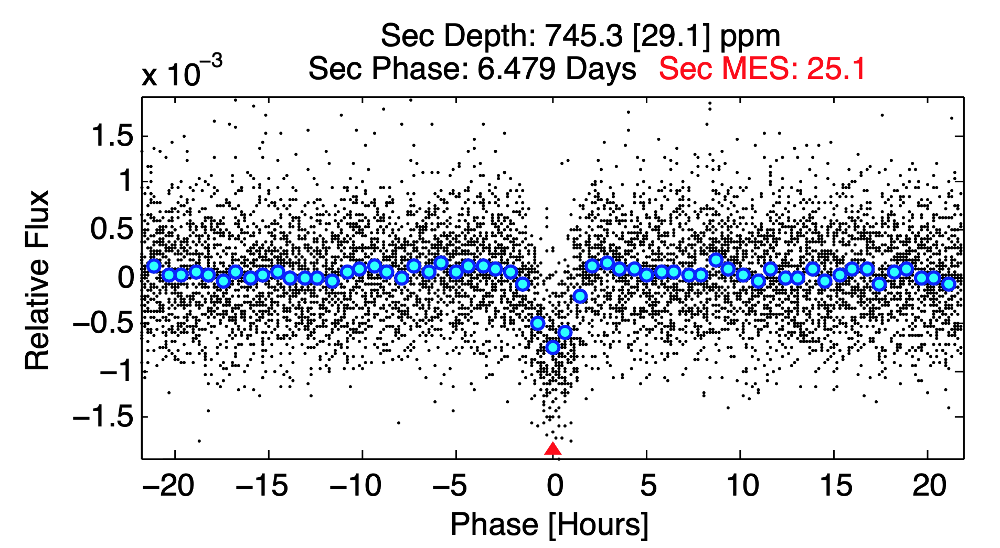 Sec Depth: 745.3 [29.1] ppm
Sec Phase: 6.479 Days Sec MES: 25.1
x 10⁻³
1.5
1
0.5
0
−0.5
−1
−1.5
Relative Flux
−20 −15 −10 −5 0 5 10 15 20
Phase [Hours]